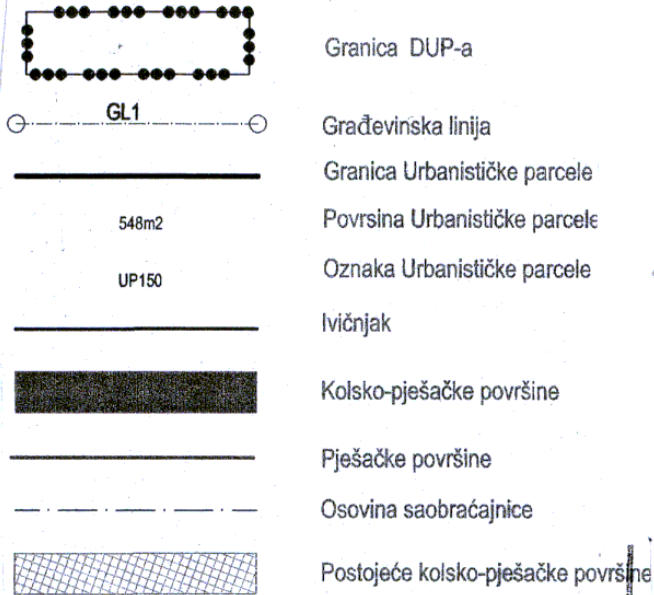 Granica DUP-a
GL1
Građevinska linija
Granica Urbanističke parcele
548m2
Povrsina Urbanističke parcele
UP150
Oznaka Urbanističke parcele
Ivičnjak
Kolsko-pješačke površine
Pješačke površine
Osovina saobraćajnice
Postojeće kolsko-pješačke površine